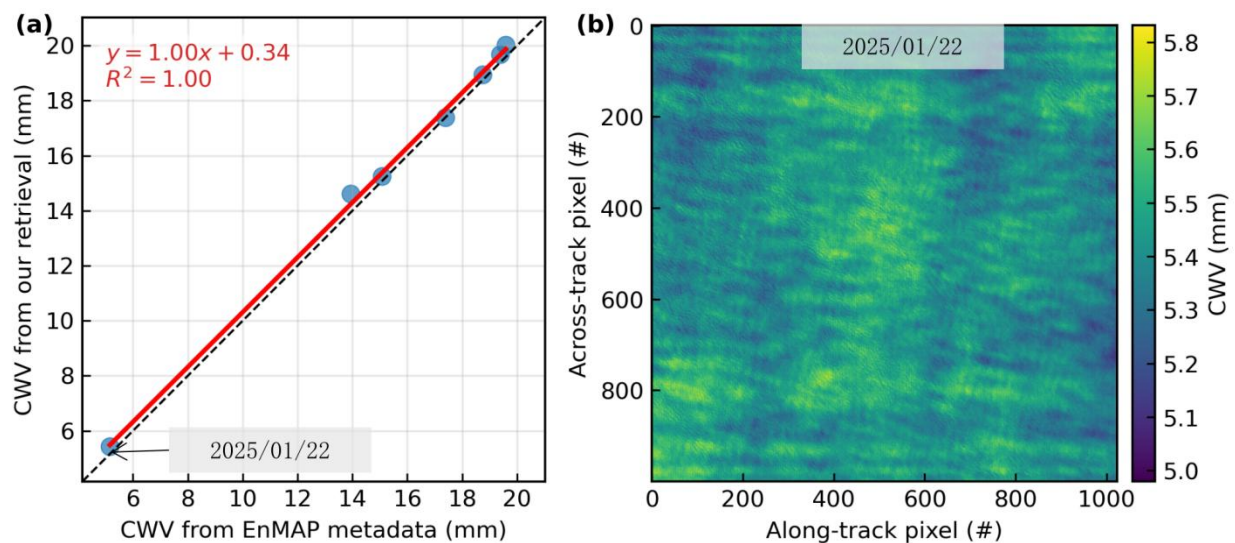 (a)
y = 1.00x + 0.34
R² = 1.00
20
18
16
14
12
10
8
6
CWV from our retrieval (mm)
2025/01/22
6 8 10 12 14 16 18 20
CWV from EnMAP metadata (mm)
(b)
2025/01/22
0
200
400
600
800
Across-track pixel (#)
0 200 400 600 800 1000
Along-track pixel (#)
5.8
5.7
5.6
5.5
5.4
5.3
5.2
5.1
5.0
CWV (mm)